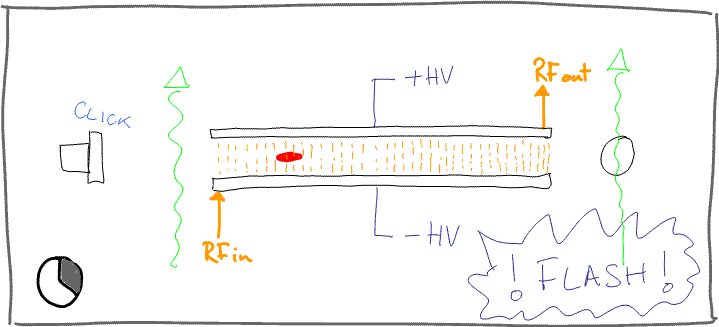 +HV
RFout
CLICK
RFin
-HV
! FLASH !